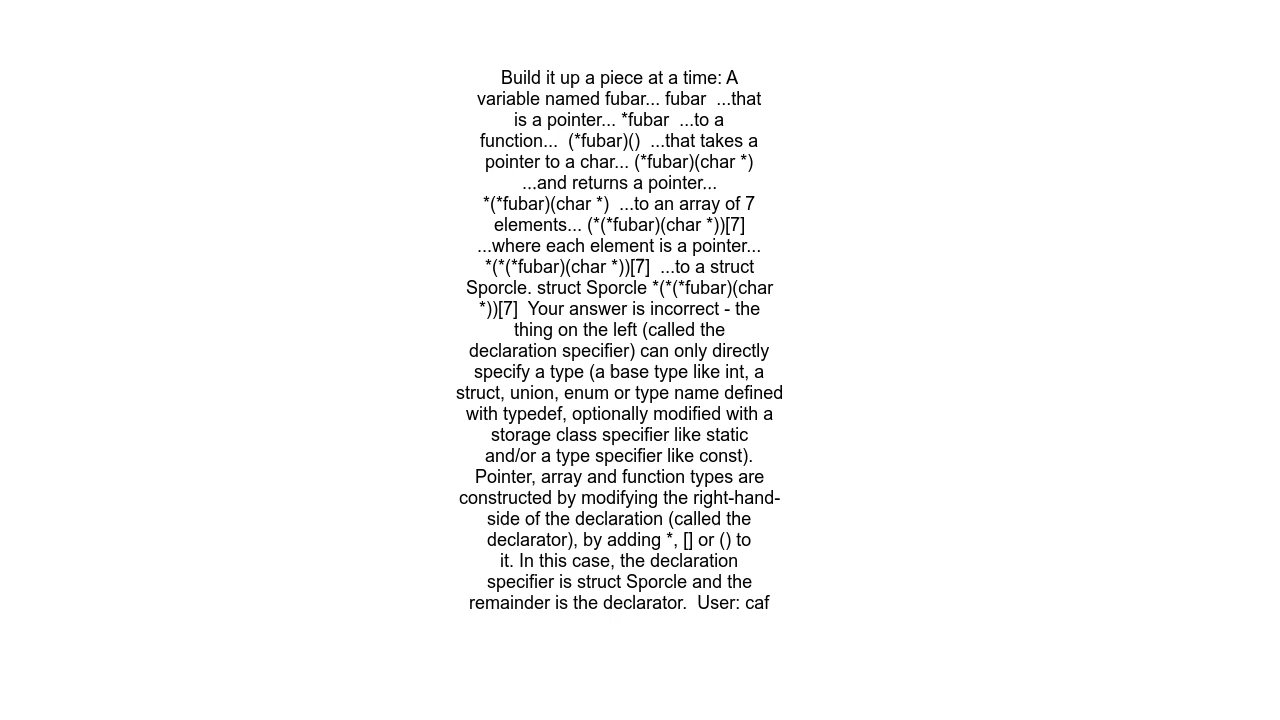 Build it up a piece at a time: A
variable named fubar... fubar  ...that
is a pointer... *fubar  ...to a
function...  (*fubar)()  ...that takes a
pointer to a char... (*fubar)(char *)
...and returns a pointer...
*(*fubar)(char *)  ...to an array of 7
elements... (*(*fubar)(char *))[7]
...where each element is a pointer...
*(*(*fubar)(char *))[7]  ...to a struct
Sporcle. struct Sporcle *(*(*fubar)(char
*))[7]  Your answer is incorrect - the
thing on the left (called the
declaration specifier) can only directly
specify a type (a base type like int, a
struct, union, enum or type name defined
with typedef, optionally modified with a
storage class specifier like static
and/or a type specifier like const).
Pointer, array and function types are
constructed by modifying the right-hand-
side of the declaration (called the
declarator), by adding *, [] or () to
it. In this case, the declaration
specifier is struct Sporcle and the
remainder is the declarator.  User: caf